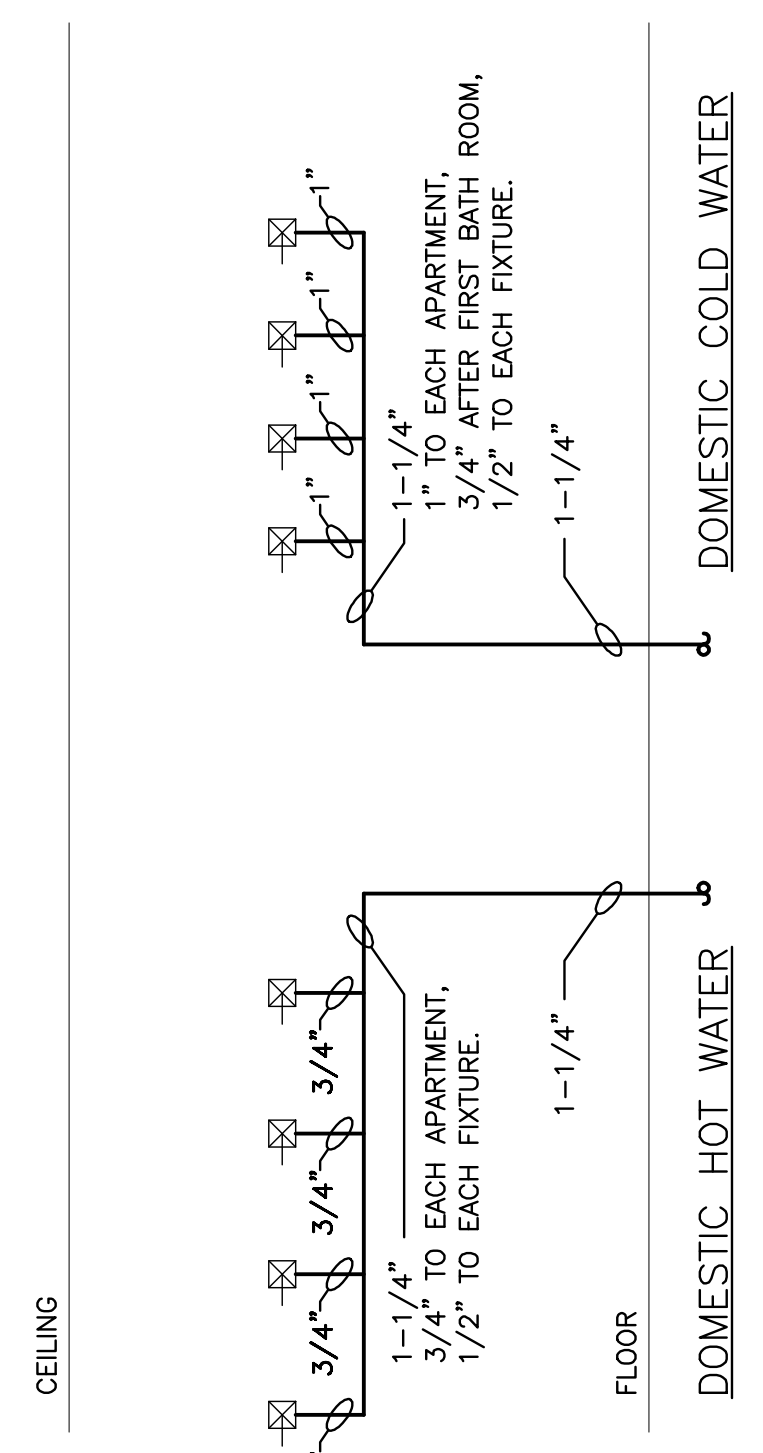 CEILING
3/4"
3/4"
3/4"
1"
1"
1"
1"
1-1/4"
3/4" TO EACH APARTMENT,
1/2" TO EACH FIXTURE.
1-1/4"
1" TO EACH APARTMENT,
3/4" AFTER FIRST BATH ROOM,
1/2" TO EACH FIXTURE.
1-1/4"
1-1/4"
FLOOR
DOMESTIC HOT WATER
DOMESTIC COLD WATER